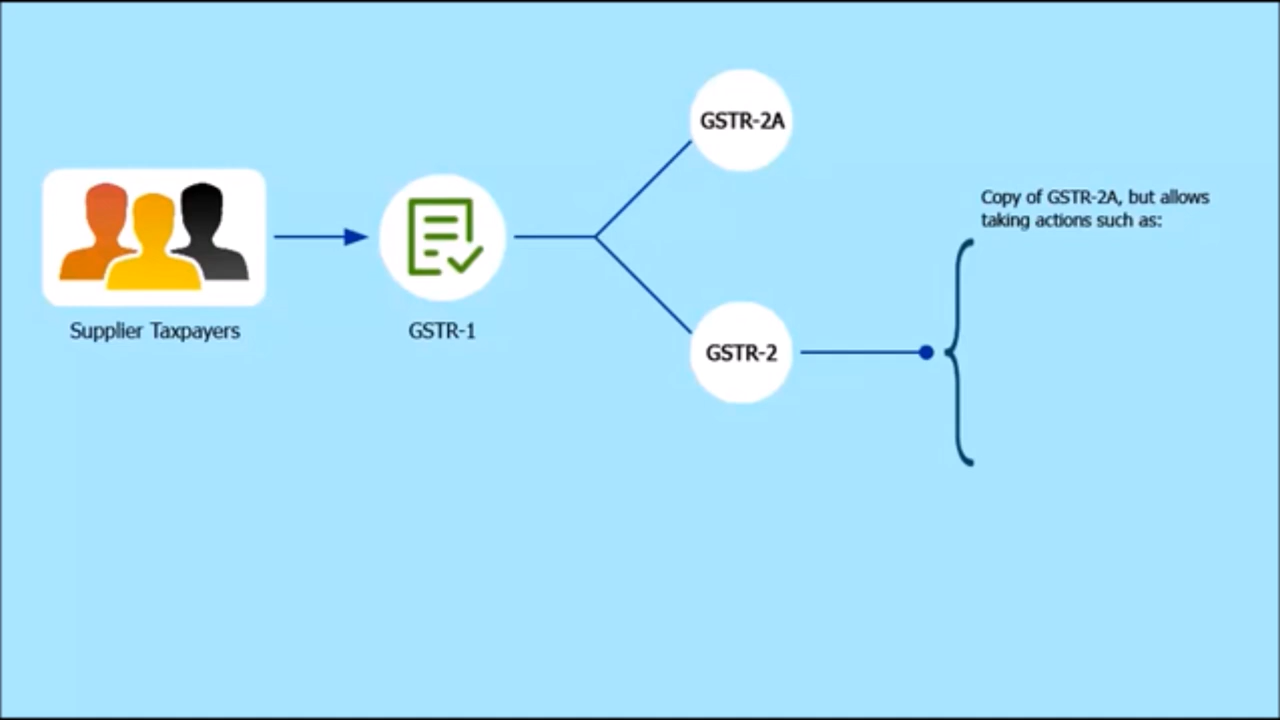 GSTR-2A
Copy of GSTR-2A, but allows
taking actions such as:
Supplier Taxpayers
GSTR-1
GSTR-2